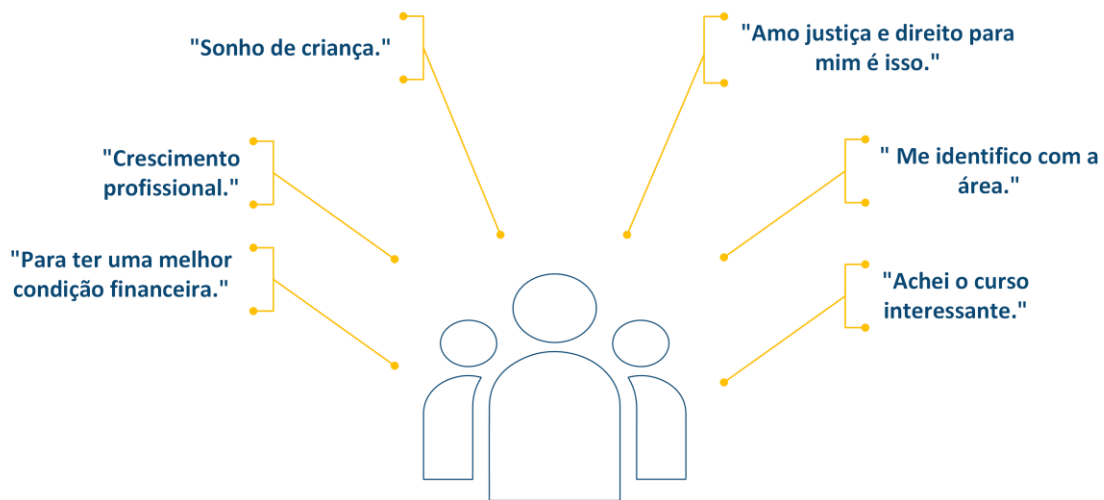 "Sonho de criança."
"Amo justiça e direito para
mim é isso."
"Crescimento
profissional."
" Me identifico com a
área."
"Para ter uma melhor
condição financeira."
"Achei o curso
interessante."